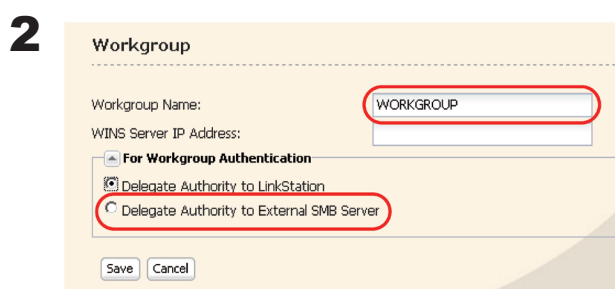 2
Workgroup
Workgroup Name: WORKGROUP
WINS Server IP Address:
For Workgroup Authentication
Delegate Authority to LinkStation
Delegate Authority to External SMB Server
Save Cancel